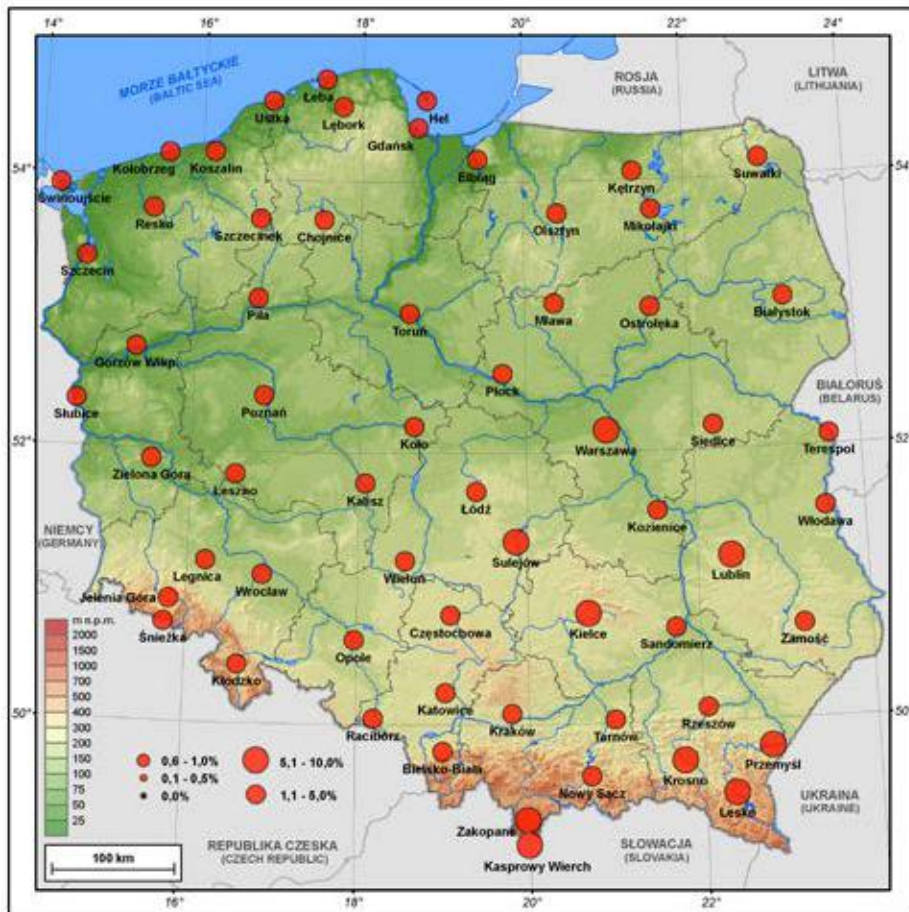 14° 16° 18° 20° 22° 24°
MORZE BAŁTYCKIE
(BALTIC SEA)
ROSJA
(RUSSIA)
LITWA
(LITHUANIA)
Łeba
Ustka
Lębork
Hel
Gdańsk
54°
54°
Kołobrzeg
Koszalin
Elbląg
Kętrzyn
Suwałki
Świnoujście
Resko
Szczecinek
Chojnice
Olsztyn
Mikołajki
Szczecin
Piła
Toruń
Mława
Ostrołęka
Białystok
Gorzów Wlkp.
Płock
BIAŁORUŚ
(BELARUS)
Słubice
Poznań
Koło
Warszawa
Siedlce
Terespol
52°
52°
Zielona Góra
Leszno
Kalisz
Łódź
Kozienice
Włodawa
NIEMCY
(GERMANY)
Sulejów
Legnica
Wrocław
Wieluń
Lublin
Jelenia Góra
Śnieżka
Częstochowa
Kielce
Sandomierz
Zamość
m n.p.m.
2000
1500
1000
700
500
400
300
200
150
100
75
50
25
Opole
Kłodzko
50°
50°
Katowice
Racibórz
Kraków
Tarnów
Rzeszów
Bielsko-Biała
Nowy Sącz
Krosno
Przemyśl
Lesko
0,6 - 1,0%
0,1 - 0,5%
0,0%
5,1 - 10,0%
1,1 - 5,0%
UKRAINA
(UKRAINE)
Zakopane
Kasprowy Wierch
REPUBLIKA CZESKA
(CZECH REPUBLIC)
SŁOWACJA
(SLOVAKIA)
100 km
16° 18° 20° 22°